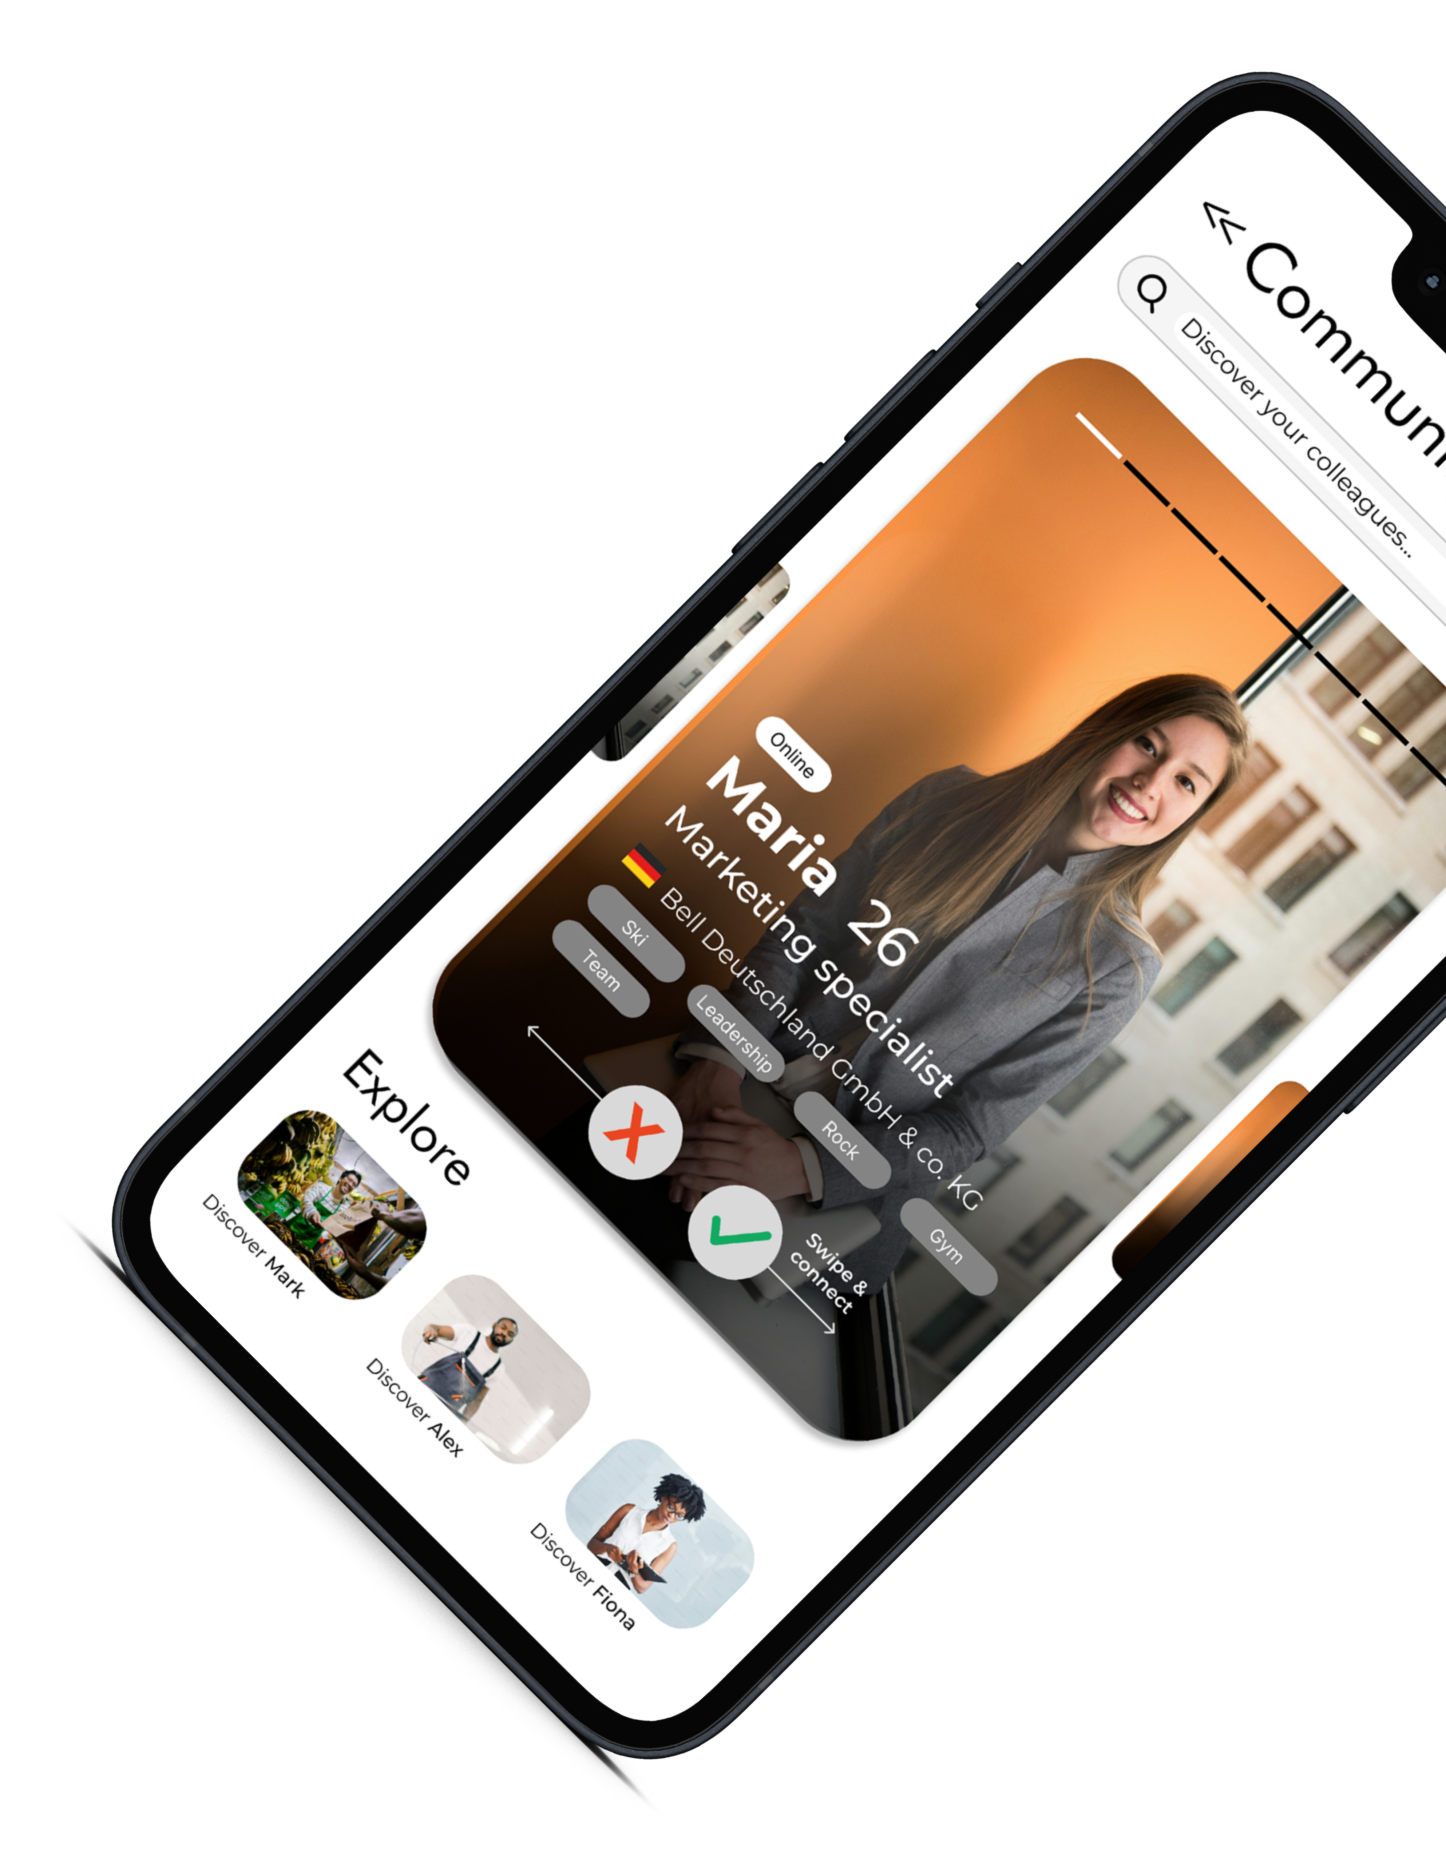 Commun
Discover your colleagues...
Online
Maria 26
Marketing specialist
Bell Deutschland GmbH & co. KG
Ski
Leadership
Rock
Gym
Team
Swipe &
connect
Explore
Discover Mark
Discover Alex
Discover Fiona